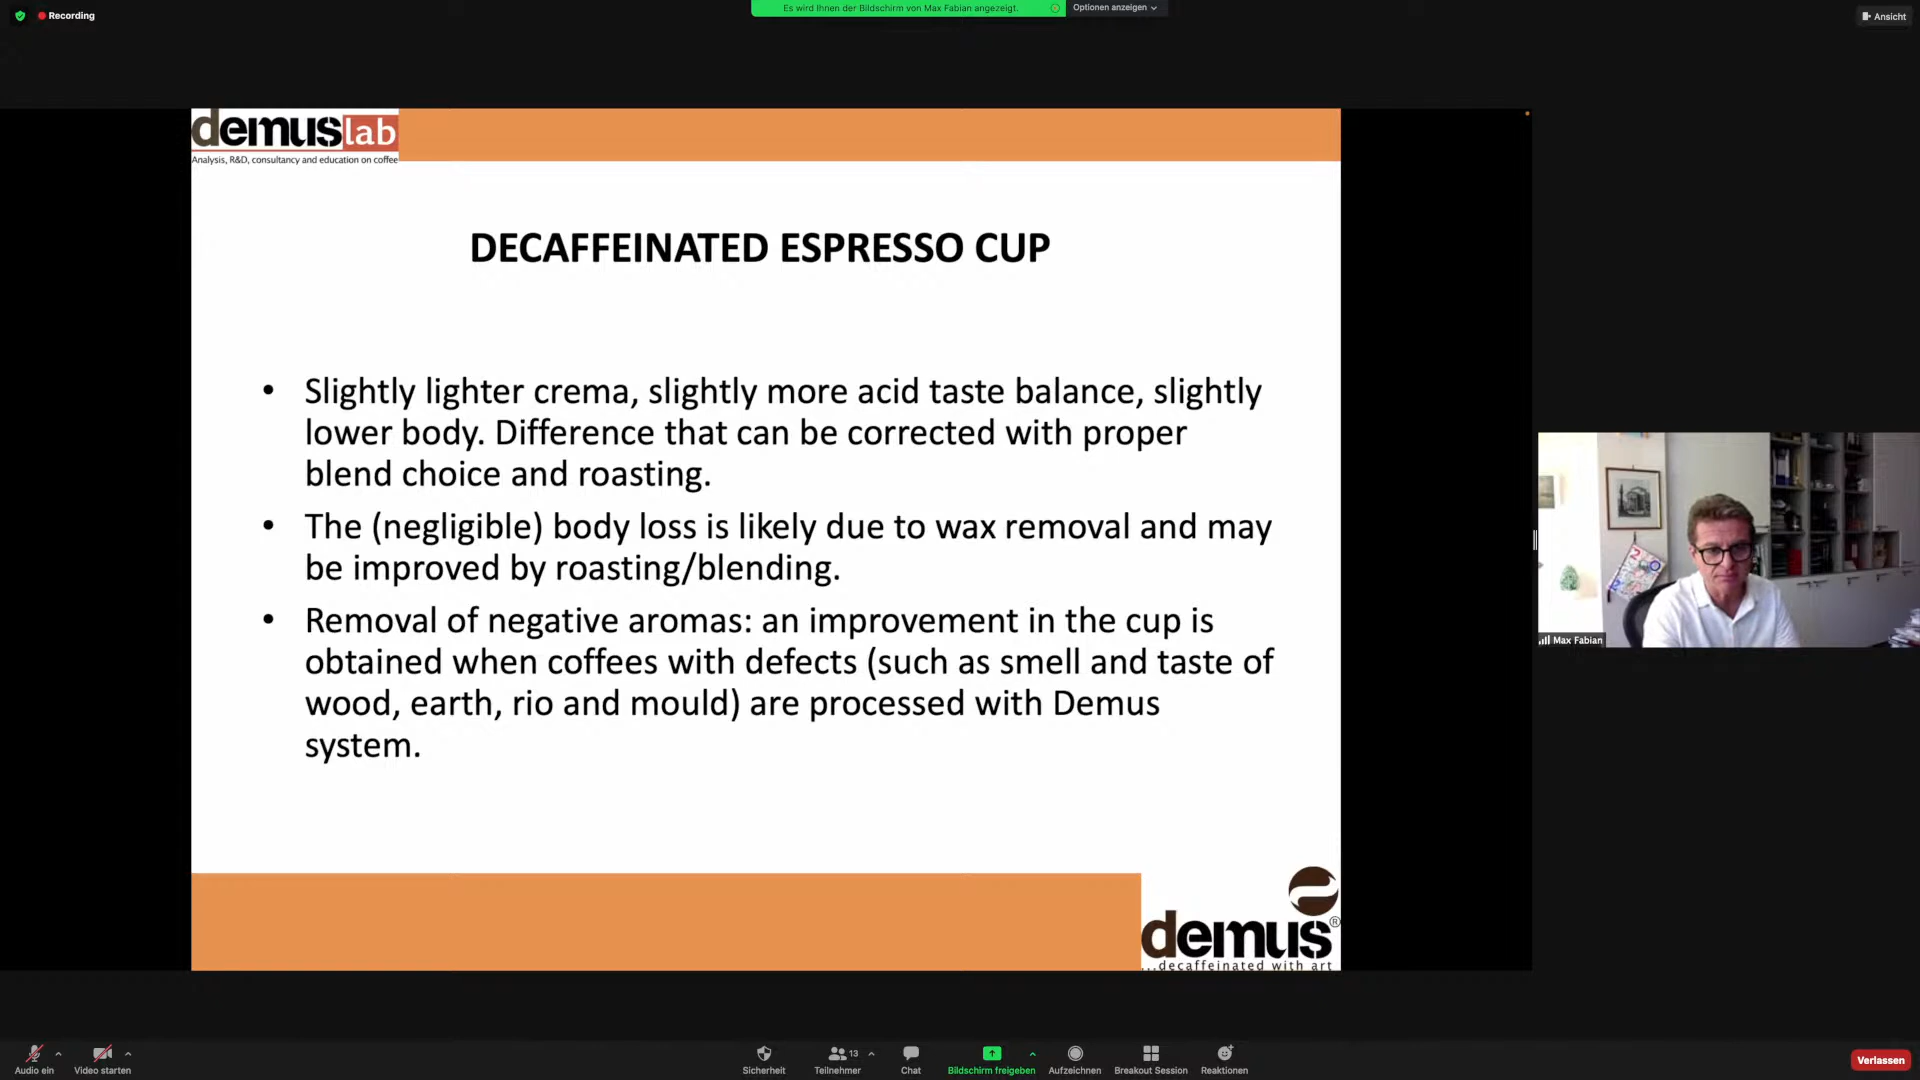 Recording
Es wird Ihnen der Bildschirm von Max Fabian angezeigt.
Optionen anzeigen
Ansicht
demuslab
Analysis, R&D, consultancy and education on coffee
DECAFFEINATED ESPRESSO CUP
• Slightly lighter crema, slightly more acid taste balance, slightly
lower body. Difference that can be corrected with proper
blend choice and roasting.
• The (negligible) body loss is likely due to wax removal and may
be improved by roasting/blending.
• Removal of negative aromas: an improvement in the cup is
obtained when coffees with defects (such as smell and taste of
wood, earth, rio and mould) are processed with Demus
system.
Max Fabian
demus®
...decaffeinated with art
Audio ein
Video starten
Sicherheit
13
Teilnehmer
Chat
Bildschirm freigeben
Aufzeichnen
Breakout Session
Reaktionen
Verlassen